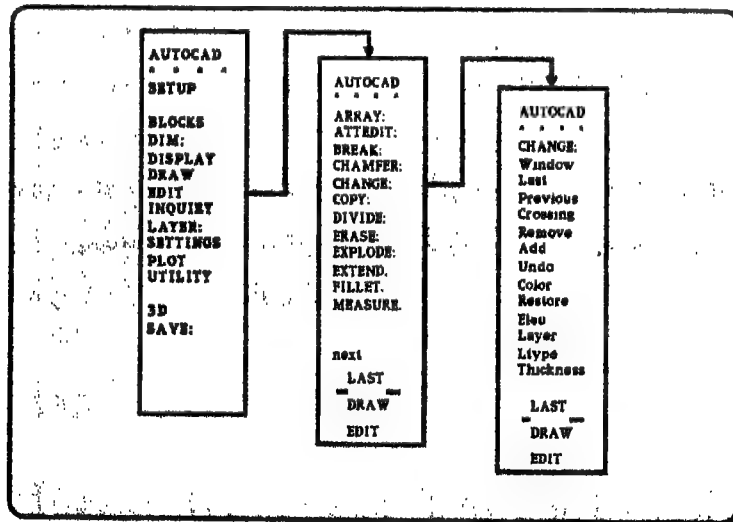 AUTOCAD
* * * *
SETUP
BLOCKS
DIM:
DISPLAY
DRAW
EDIT
INQUIEY
LAYER:
SETTINGS
PLOT
UTILITY
3D
SAVE:
AUTOCAD
* * * *
ARRAY:
ATTEDIT:
BREAK:
CHAMFER:
CHANGE:
COPY:
DIVIDE:
ERASE:
EXPLODE:
EXTEND.
FILLET.
MEASURE.
next
LAST
DRAW
EDIT
AUTOCAD
* * * *
CHANGE:
Window
Last
Previous
Crossing
Remove
Add
Undo
Color
Restore
Eleu
Layer
Ltype
Thickness
LAST
DRAW
EDIT